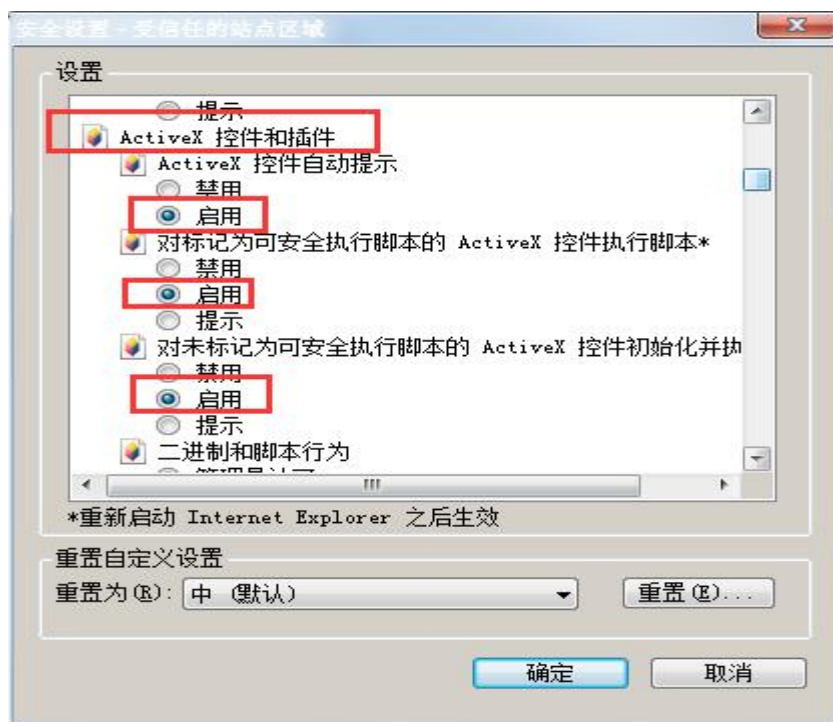 安全设置 - 受信任的站点区域
设置
提示
ActiveX 控件和插件
ActiveX 控件自动提示
禁用
启用
对标记为可安全执行脚本的 ActiveX 控件执行脚本*
禁用
启用
提示
对未标记为可安全执行脚本的 ActiveX 控件初始化并执
禁用
启用
提示
二进制和脚本行为
*重新启动 Internet Explorer 之后生效
重置自定义设置
重置为(R): 中 (默认) 重置(E)...
确定 取消